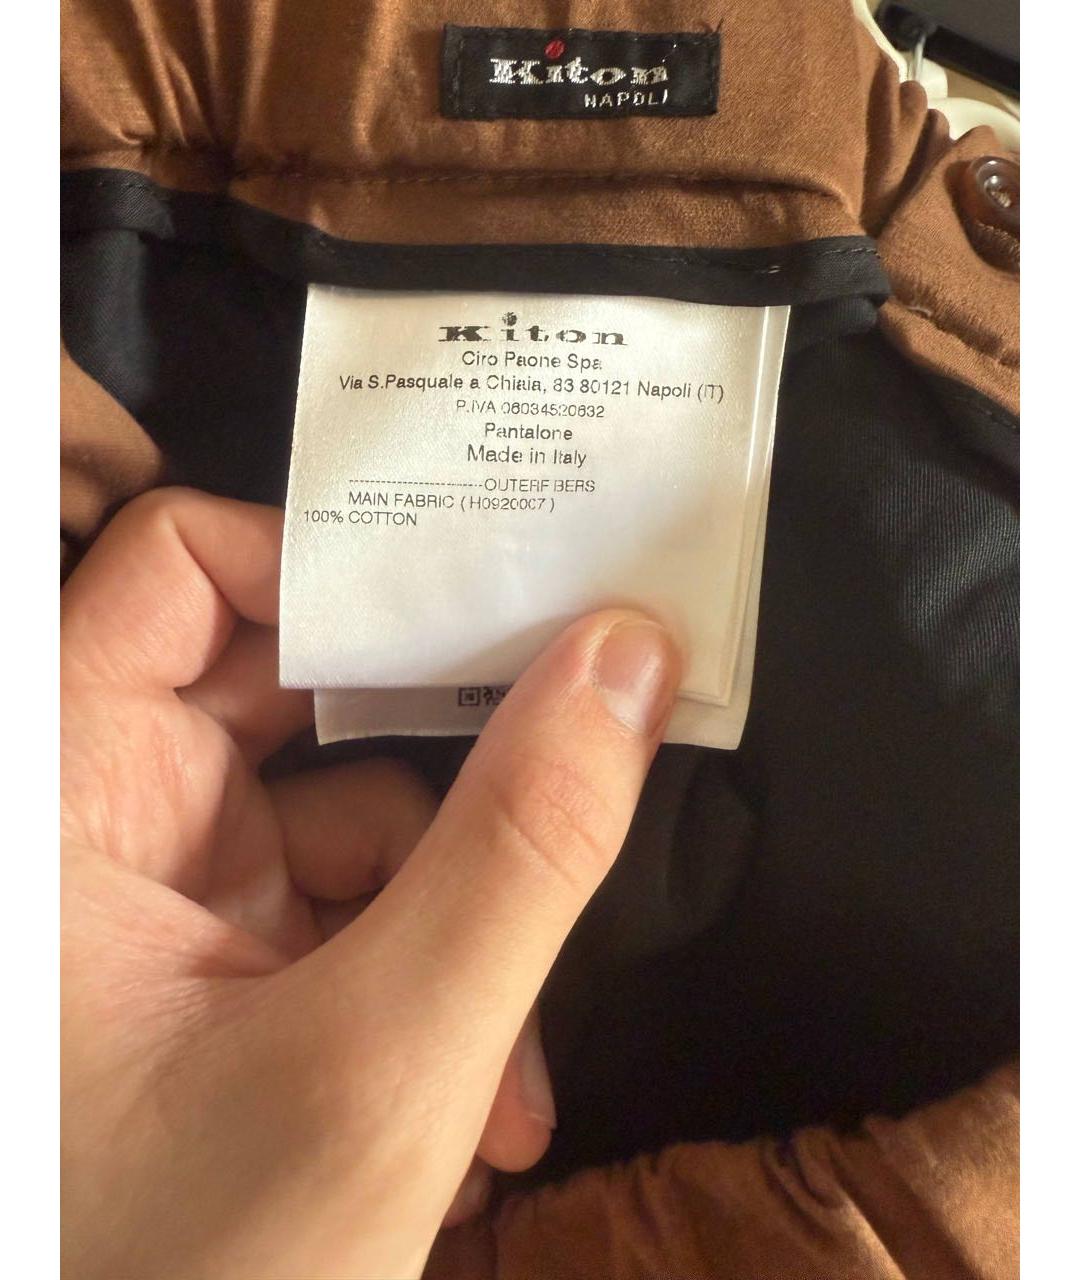 Kiton
NAPOLI
Kiton
Ciro Paone Spa
Via S.Pasquale a Chiaia, 83 80121 Napoli (IT)
P.IVA 06034520632
Pantalone
Made in Italy
-------------------------OUTERFIBERS
MAIN FABRIC ( H0920007 )
100% COTTON